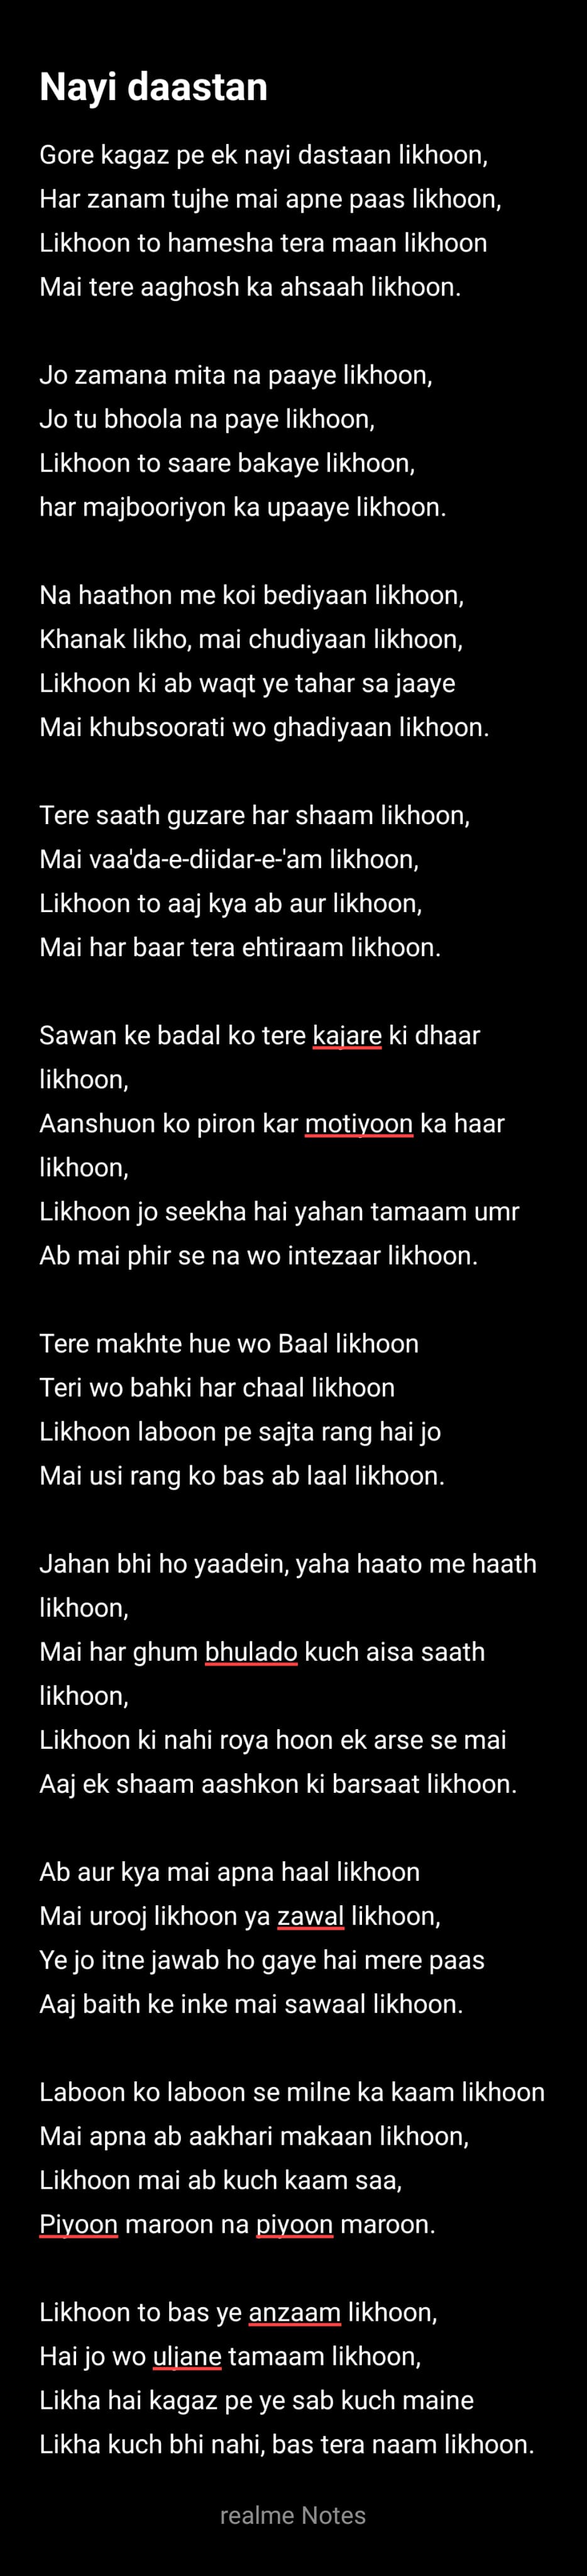 Nayi daastan
Gore kagaz pe ek nayi dastaan likhoon,
Har zanam tujhe mai apne paas likhoon,
Likhoon to hamesha tera maan likhoon
Mai tere aaghosh ka ahsaah likhoon.
Jo zamana mita na paaye likhoon,
Jo tu bhoola na paye likhoon,
Likhoon to saare bakaye likhoon,
har majbooriyon ka upaaye likhoon.
Na haathon me koi bediyaan likhoon,
Khanak likho, mai chudiyaan likhoon,
Likhoon ki ab waqt ye tahar sa jaaye
Mai khubsoorati wo ghadiyaan likhoon.
Tere saath guzare har shaam likhoon,
Mai vaa'da-e-diidar-e-'am likhoon,
Likhoon to aaj kya ab aur likhoon,
Mai har baar tera ehtiraam likhoon.
Sawan ke badal ko tere kajare ki dhaar
likhoon,
Aanshuon ko piron kar motiyoon ka haar
likhoon,
Likhoon jo seekha hai yahan tamaam umr
Ab mai phir se na wo intezaar likhoon.
Tere makhte hue wo Baal likhoon
Teri wo bahki har chaal likhoon
Likhoon laboon pe sajta rang hai jo
Mai usi rang ko bas ab laal likhoon.
Jahan bhi ho yaadein, yaha haato me haath
likhoon,
Mai har ghum bhulado kuch aisa saath
likhoon,
Likhoon ki nahi roya hoon ek arse se mai
Aaj ek shaam aashkon ki barsaat likhoon.
Ab aur kya mai apna haal likhoon
Mai urooj likhoon ya zawal likhoon,
Ye jo itne jawab ho gaye hai mere paas
Aaj baith ke inke mai sawaal likhoon.
Laboon ko laboon se milne ka kaam likhoon
Mai apna ab aakhari makaan likhoon,
Likhoon mai ab kuch kaam saa,
Piyoon maroon na piyoon maroon.
Likhoon to bas ye anzaam likhoon,
Hai jo wo uljane tamaam likhoon,
Likha hai kagaz pe ye sab kuch maine
Likha kuch bhi nahi, bas tera naam likhoon.
realme Notes